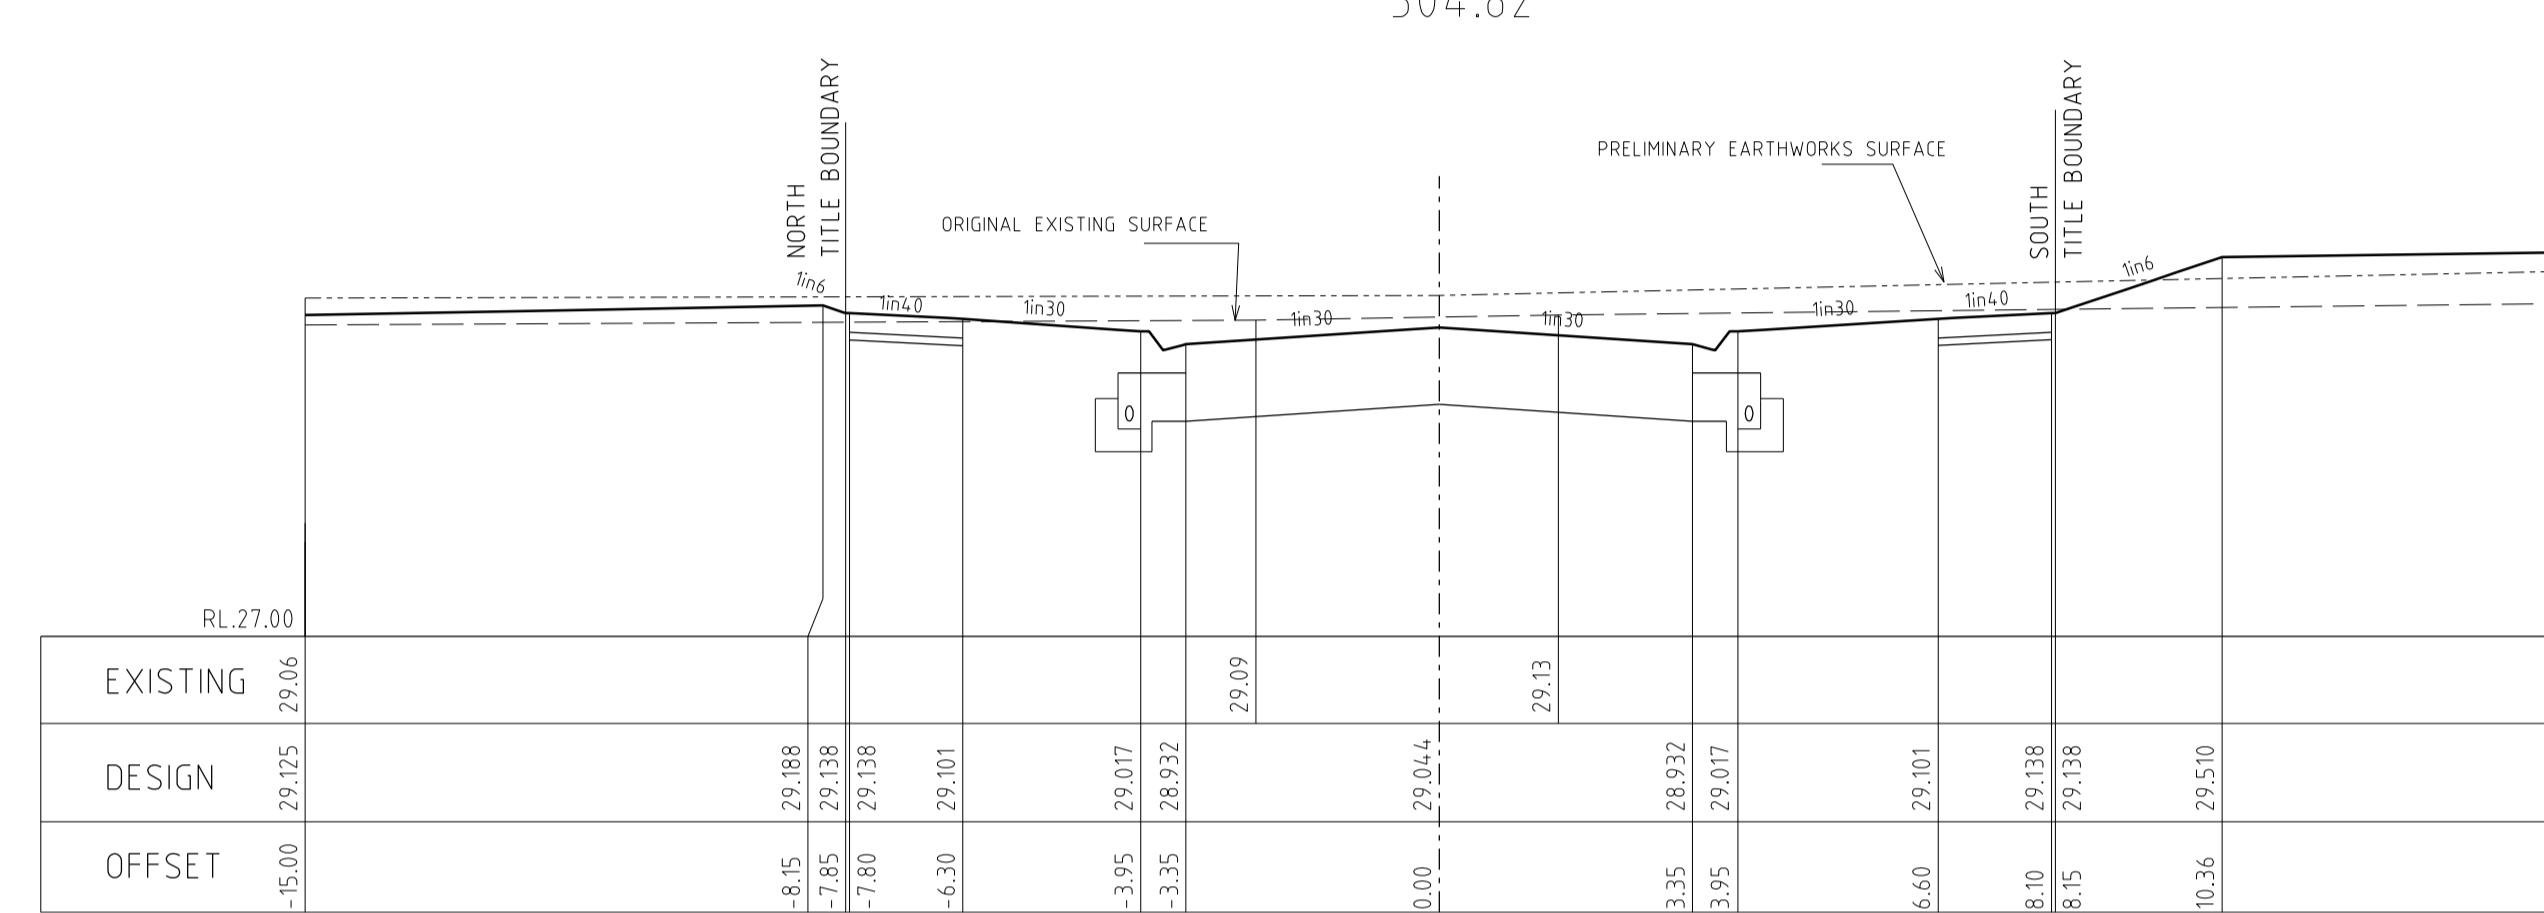 NORTH
TITLE BOUNDARY
SOUTH
TITLE BOUNDARY
PRELIMINARY EARTHWORKS SURFACE
ORIGINAL EXISTING SURFACE
1in6
1in40
1in30
1in30
1in30
1in30
1in40
1in6
0
0
RL.27.00
EXISTING 29.06 29.09 29.13
DESIGN 29.125 29.188 29.138 29.138 29.101 29.017 28.932 29.044 28.932 29.017 29.101 29.138 29.138 29.510
OFFSET -15.00 -8.15 -7.85 -7.80 -6.30 -3.95 -3.35 0.00 3.35 3.95 6.60 8.10 8.15 10.36